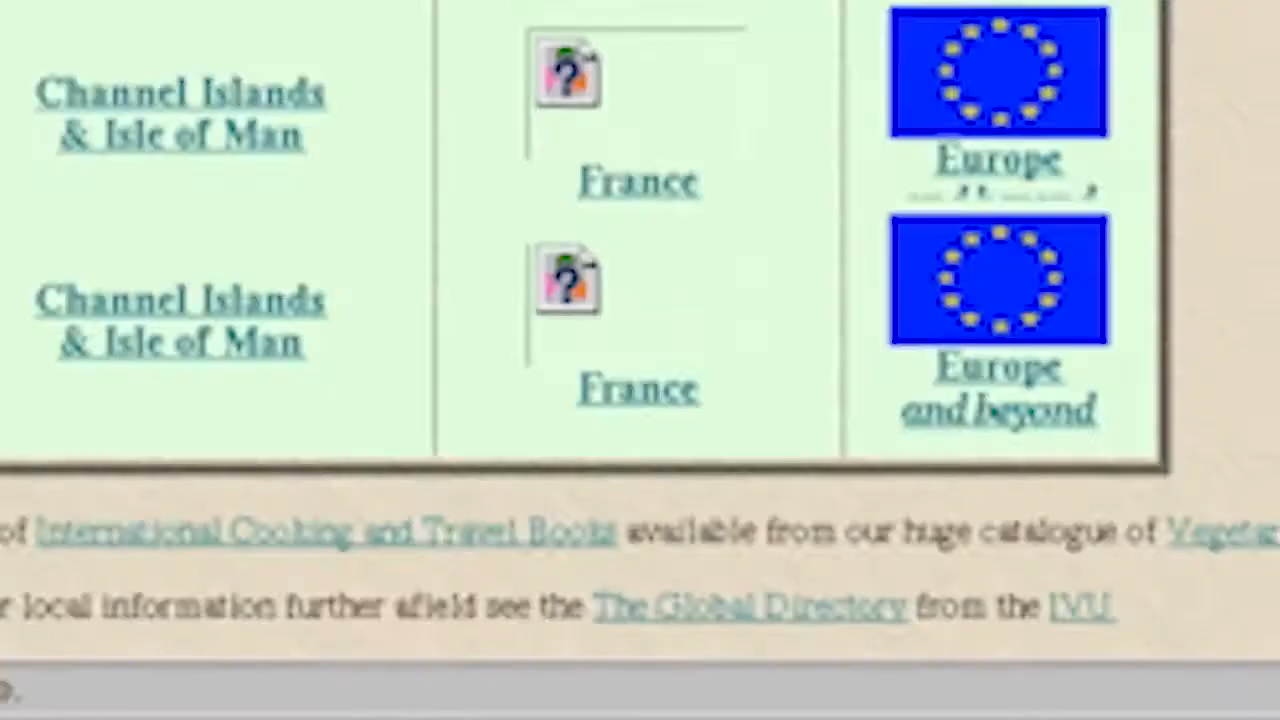 Channel Islands
& Isle of Man
France
Europe
Channel Islands
& Isle of Man
France
Europe
and beyond
of International Cooking and Travel Books available from our huge catalogue of
local information further afield see the The Global Directory from the IVU